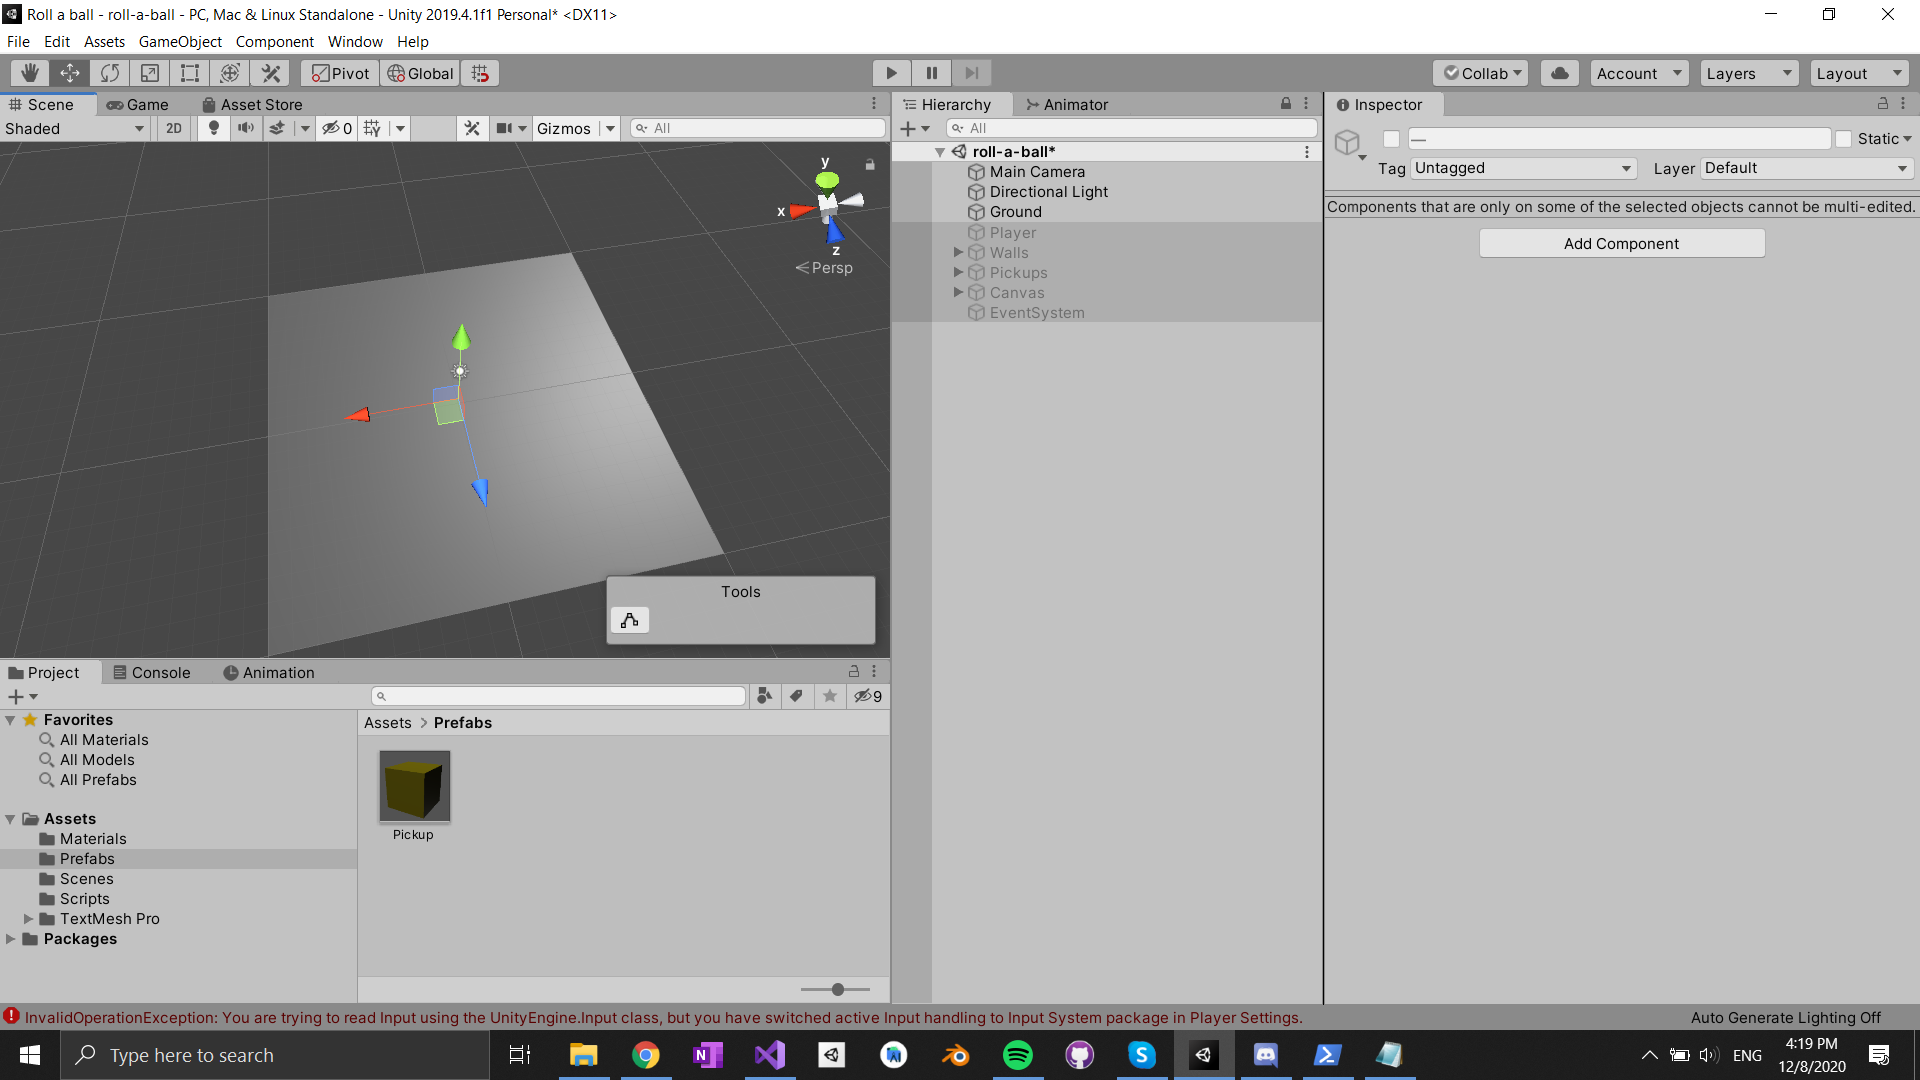 Roll a ball - roll-a-ball - PC, Mac & Linux Standalone - Unity 2019.4.1f1 Personal* <DX11>
File Edit Assets GameObject Component Window Help
Pivot Global Collab Account Layers Layout
Scene Game Asset Store
Shaded 2D 0 Gizmos All
y
x
z
Persp
Tools
Hierarchy Animator
All
roll-a-ball*
Main Camera
Directional Light
Ground
Player
Walls
Pickups
Canvas
EventSystem
Inspector
— Static
Tag Untagged Layer Default
Components that are only on some of the selected objects cannot be multi-edited.
Add Component
Project Console Animation
9
Favorites
All Materials
All Models
All Prefabs
Assets
Materials
Prefabs
Scenes
Scripts
TextMesh Pro
Packages
Assets > Prefabs
Pickup
InvalidOperationException: You are trying to read Input using the UnityEngine.Input class, but you have switched active Input handling to Input System package in Player Settings.
Auto Generate Lighting Off
Type here to search
N
S
ENG
4:19 PM
12/8/2020